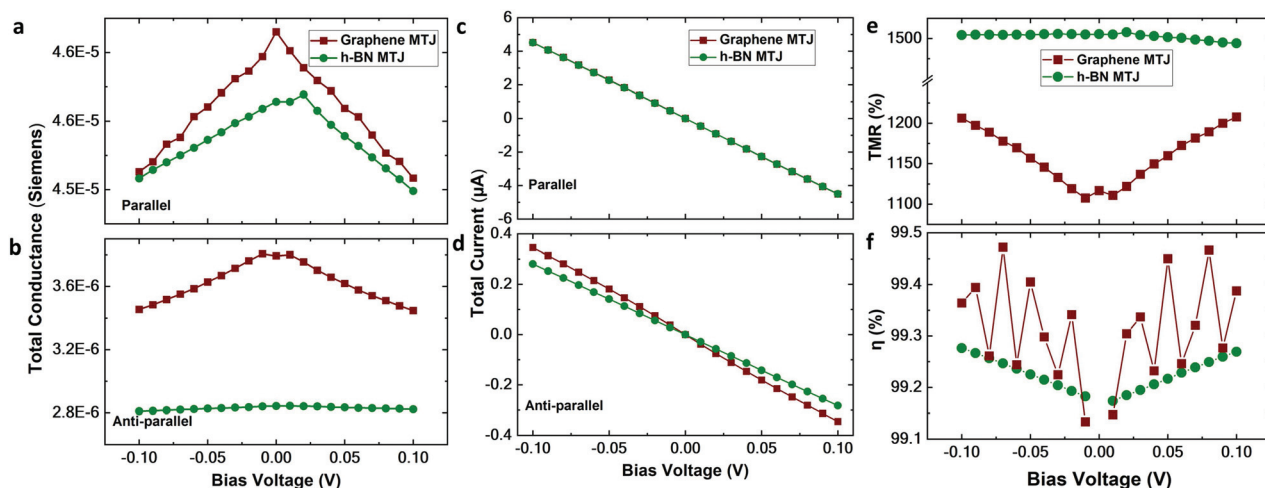 a
4.6E-5
4.6E-5
4.5E-5
Graphene MTJ
h-BN MTJ
Parallel
b
3.6E-6
3.2E-6
2.8E-6
Anti-parallel
Total Conductance (Siemens)
-0.10 -0.05 0.00 0.05 0.10
Bias Voltage (V)
c
6
4
2
0
-2
-4
6
Graphene MTJ
h-BN MTJ
Parallel
d
0.4
0.2
0.0
-0.2
-0.4
Anti-parallel
Total Current (μA)
-0.10 -0.05 0.00 0.05 0.10
Bias Voltage (V)
e
1500
1200
1150
1100
TMR (%)
Graphene MTJ
h-BN MTJ
f
99.5
99.4
99.3
99.2
99.1
η (%)
-0.10 -0.05 0.00 0.05 0.10
Bias Voltage (V)